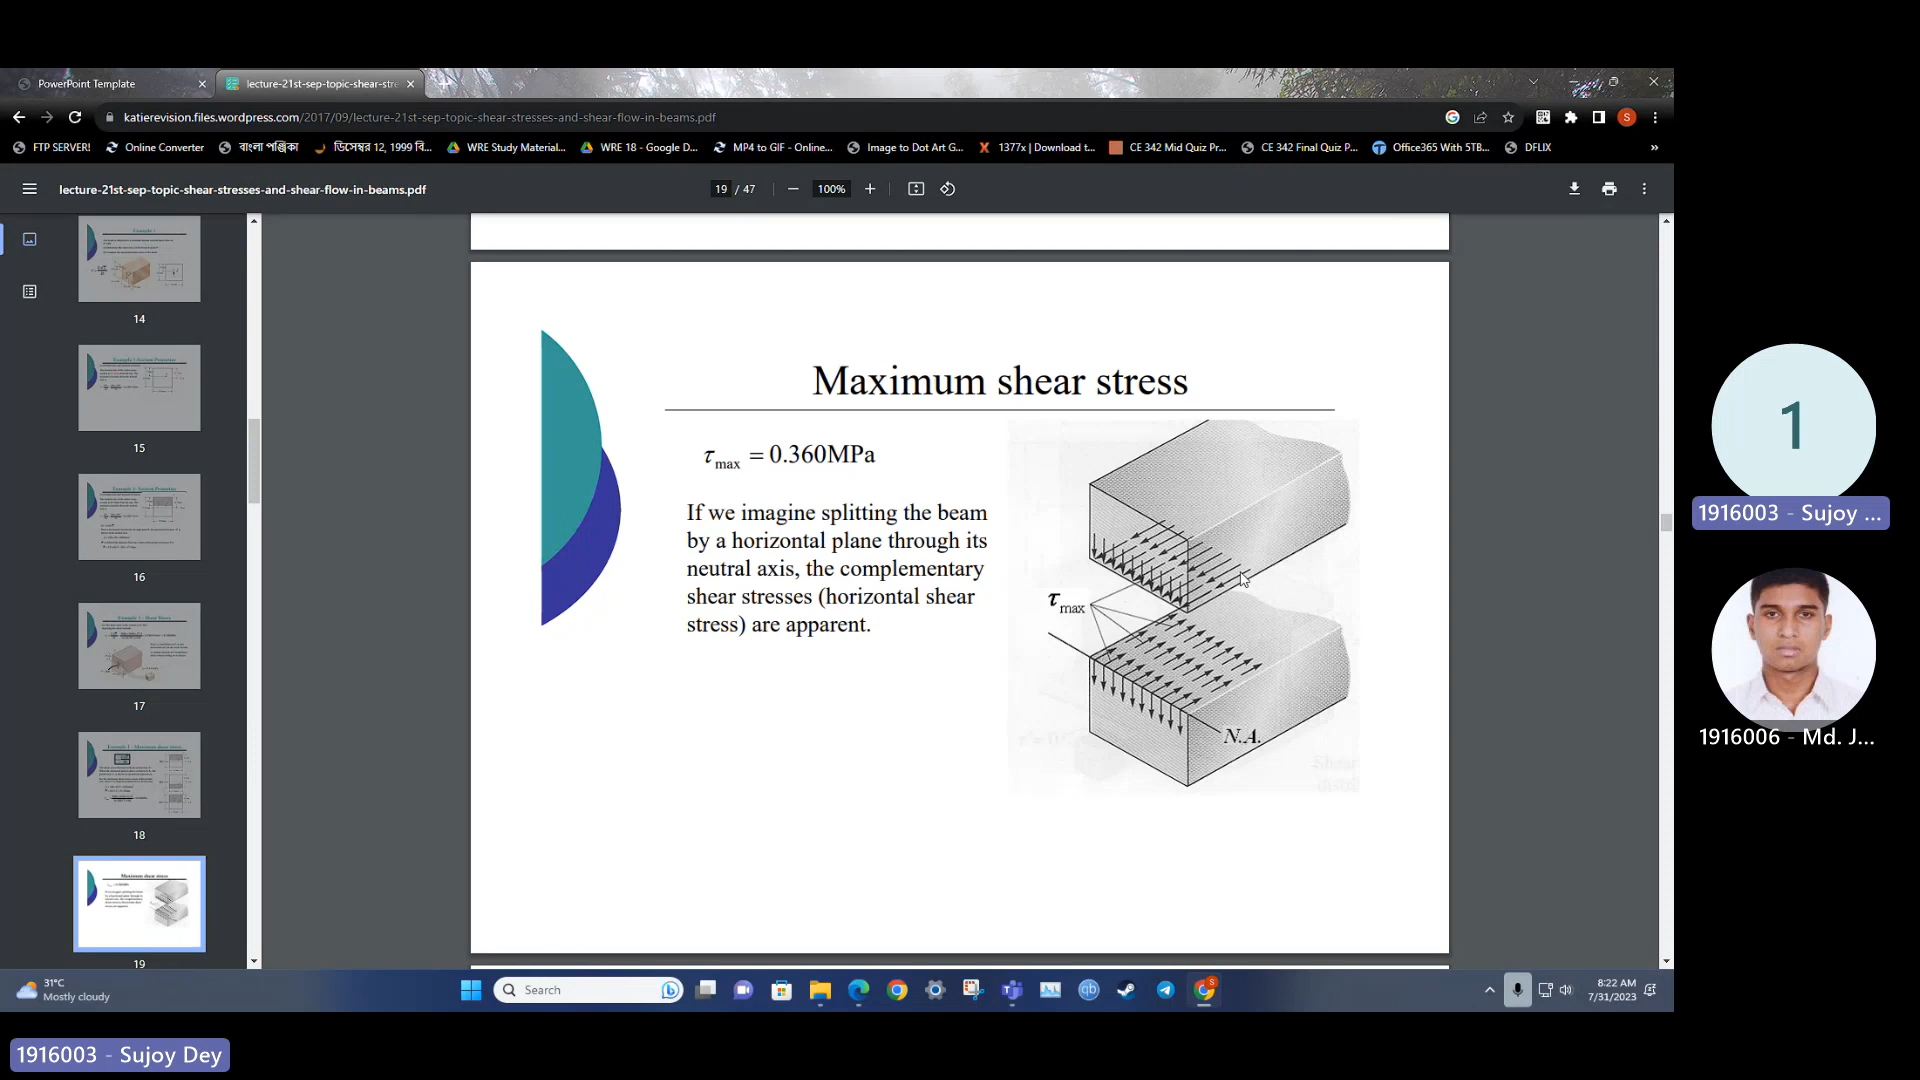 PowerPoint Template
lecture-21st-sep-topic-shear-stre
katierevision.files.wordpress.com/2017/09/lecture-21st-sep-topic-shear-stresses-and-shear-flow-in-beams.pdf
S
FTP SERVER!
Online Converter
বাংলা পঞ্জিকা
ডিসেম্বর 12, 1999 বি...
WRE Study Material...
WRE 18 - Google D...
MP4 to GIF - Online...
Image to Dot Art G...
1377x | Download t...
CE 342 Mid Quiz Pr...
CE 342 Final Quiz P...
Office365 With 5TB...
DFLIX
lecture-21st-sep-topic-shear-stresses-and-shear-flow-in-beams.pdf
19 / 47
100%
14
15
16
17
18
19
Maximum shear stress
τmax = 0.360MPa
If we imagine splitting the beam
by a horizontal plane through its
neutral axis, the complementary
shear stresses (horizontal shear
stress) are apparent.
τmax
N.A.
1
1916003 - Sujoy ...
1916006 - Md. J...
31°C
Mostly cloudy
Search
8:22 AM
7/31/2023
1916003 - Sujoy Dey